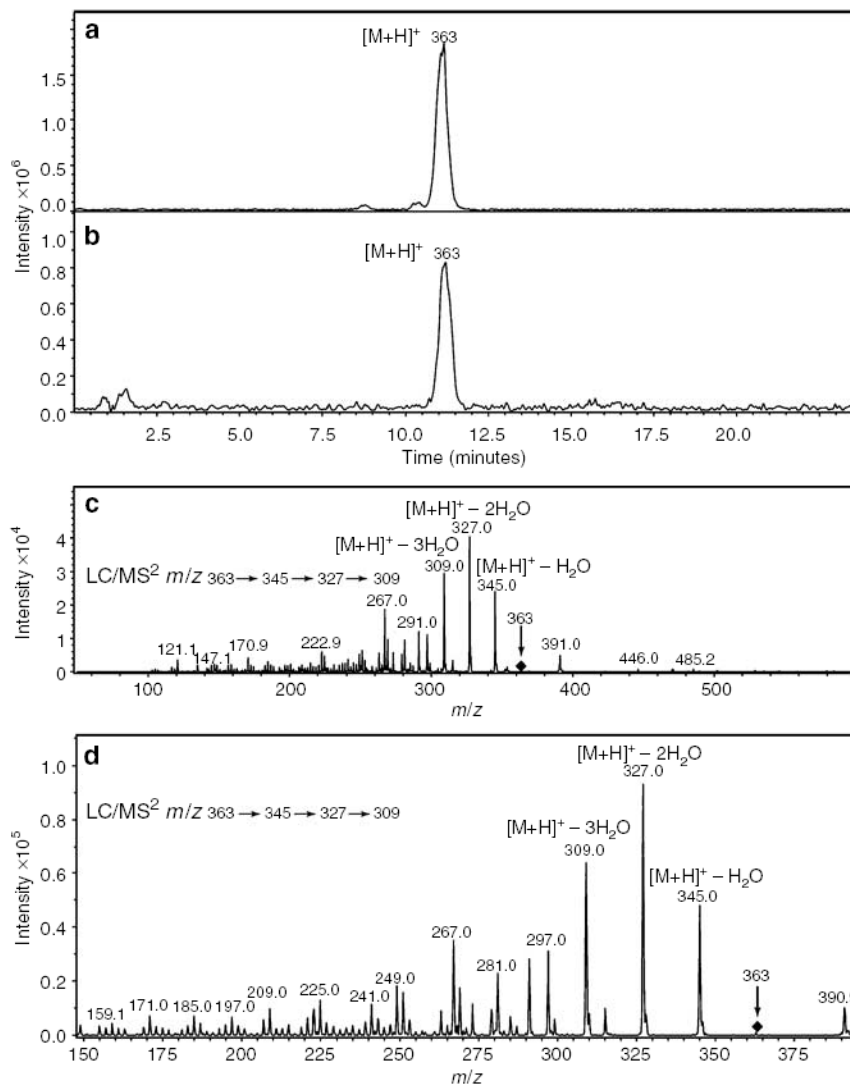 a
[M+H]⁺ 363
1.5
1.0
0.5
0.0
Intensity ×10⁶
b
[M+H]⁺ 363
1.0
0.8
0.6
0.4
0.2
0.0
2.5 5.0 7.5 10.0 12.5 15.0 17.5 20.0
Time (minutes)
c
[M+H]⁺ – 2H₂O
327.0
[M+H]⁺ – 3H₂O
309.0
[M+H]⁺ – H₂O
345.0
LC/MS² m/z 363 → 345 → 327 → 309
267.0
291.0
363
121.1
147.1
170.9
222.9
391.0
446.0
485.2
4
3
2
1
0
Intensity ×10⁴
100 200 300 400 500
m/z
d
[M+H]⁺ – 2H₂O
327.0
LC/MS² m/z 363 → 345 → 327 → 309
[M+H]⁺ – 3H₂O
309.0
[M+H]⁺ – H₂O
345.0
267.0
297.0
363
281.0
249.0
209.0
225.0
241.0
159.1
171.0
185.0
197.0
390.9
1.0
0.8
0.6
0.4
0.2
0.0
Intensity ×10⁵
150 175 200 225 250 275 300 325 350 375
m/z